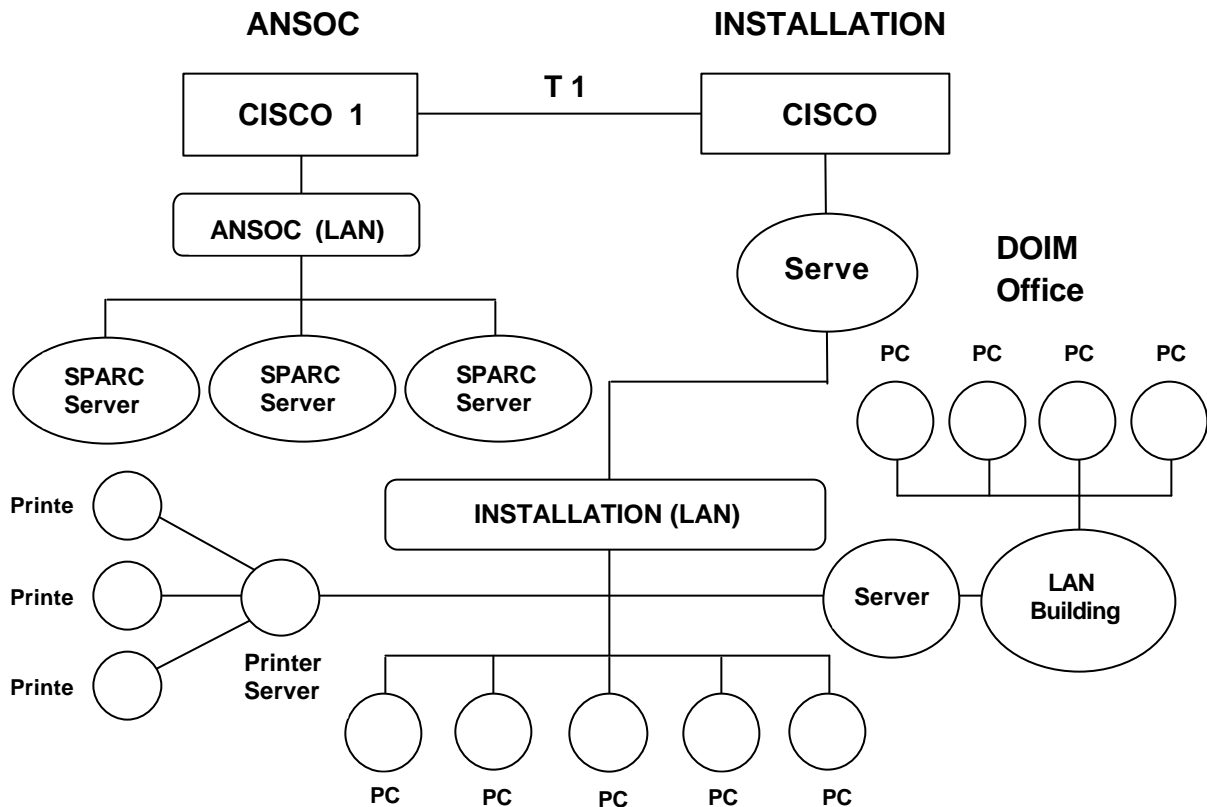 ANSOC
INSTALLATION
T 1
CISCO 1
CISCO
ANSOC (LAN)
Serve
DOIM
Office
SPARC
Server
SPARC
Server
SPARC
Server
PC
PC
PC
PC
Printe
INSTALLATION (LAN)
Printe
Server
LAN
Building
Printe
Printer
Server
PC
PC
PC
PC
PC